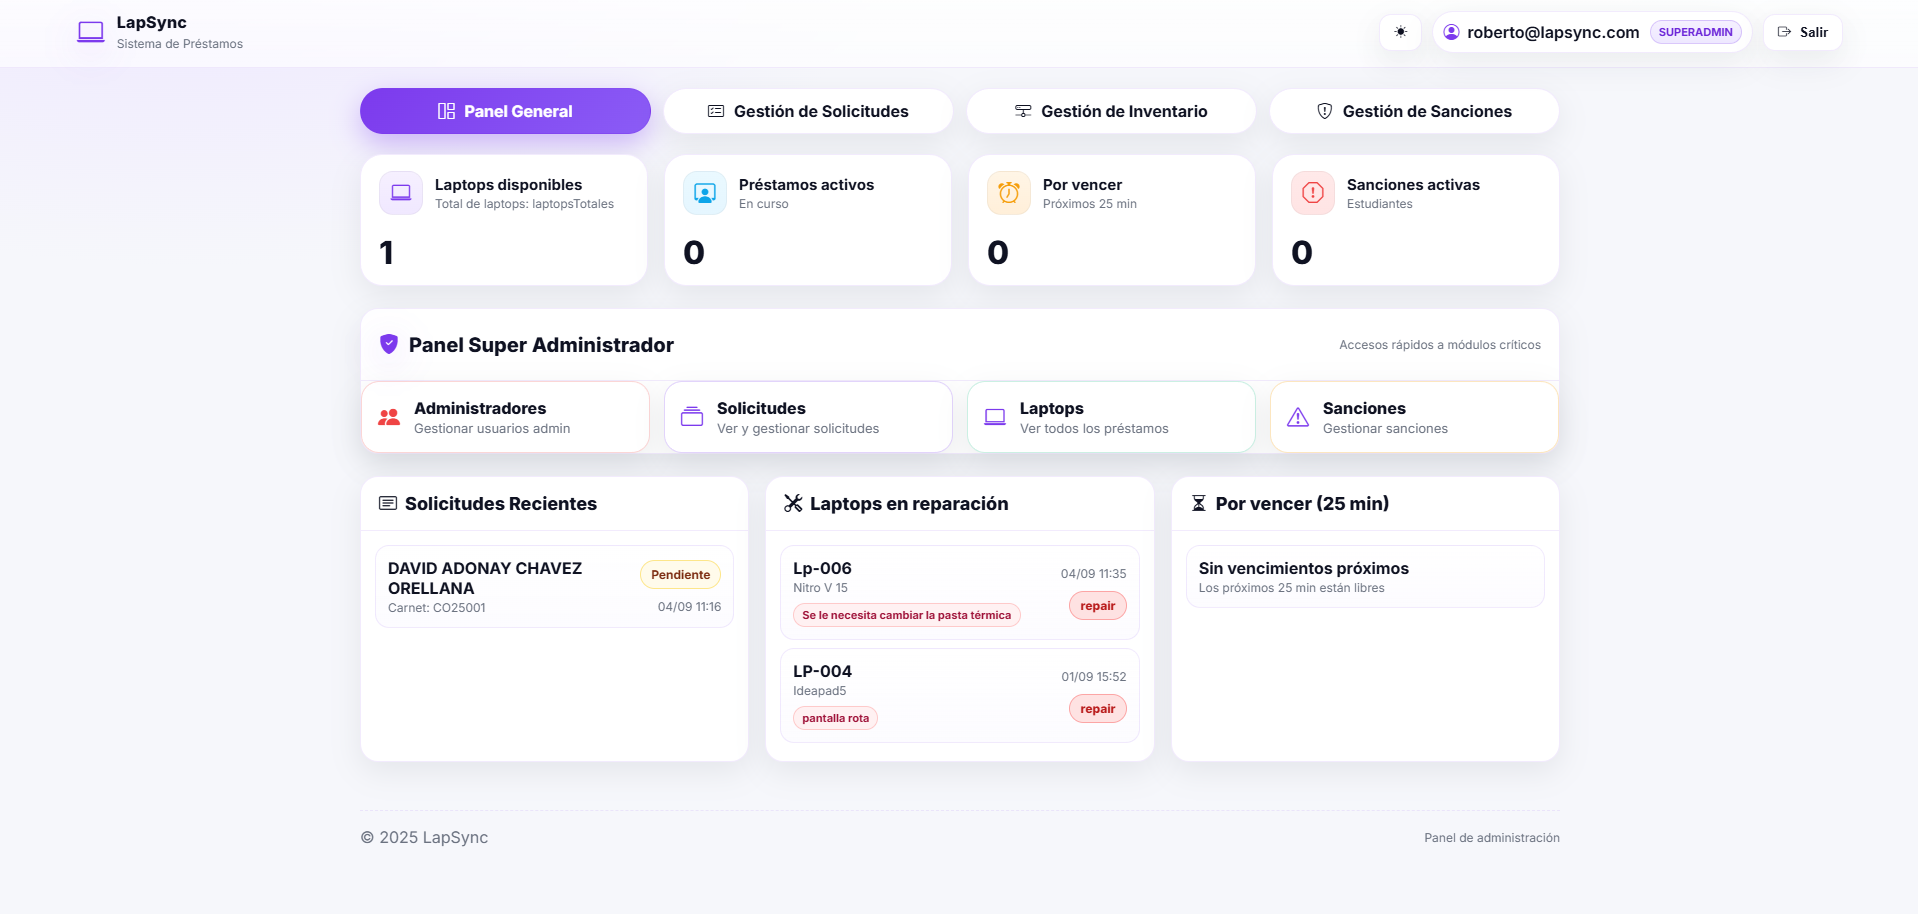 LapSync
Sistema de Préstamos
roberto@lapsync.com
SUPERADMIN
Salir
Panel General
Gestión de Solicitudes
Gestión de Inventario
Gestión de Sanciones
Laptops disponibles
Total de laptops: laptopsTotales
1
Préstamos activos
En curso
0
Por vencer
Próximos 25 min
0
Sanciones activas
Estudiantes
0
Panel Super Administrador
Accesos rápidos a módulos críticos
Administradores
Gestionar usuarios admin
Solicitudes
Ver y gestionar solicitudes
Laptops
Ver todos los préstamos
Sanciones
Gestionar sanciones
Solicitudes Recientes
DAVID ADONAY CHAVEZ
ORELLANA
Carnet: CO25001
Pendiente
04/09 11:16
Laptops en reparación
Lp-006
Nitro V 15
Se le necesita cambiar la pasta térmica
04/09 11:35
repair
LP-004
Ideapad5
pantalla rota
01/09 15:52
repair
Por vencer (25 min)
Sin vencimientos próximos
Los próximos 25 min están libres
© 2025 LapSync
Panel de administración